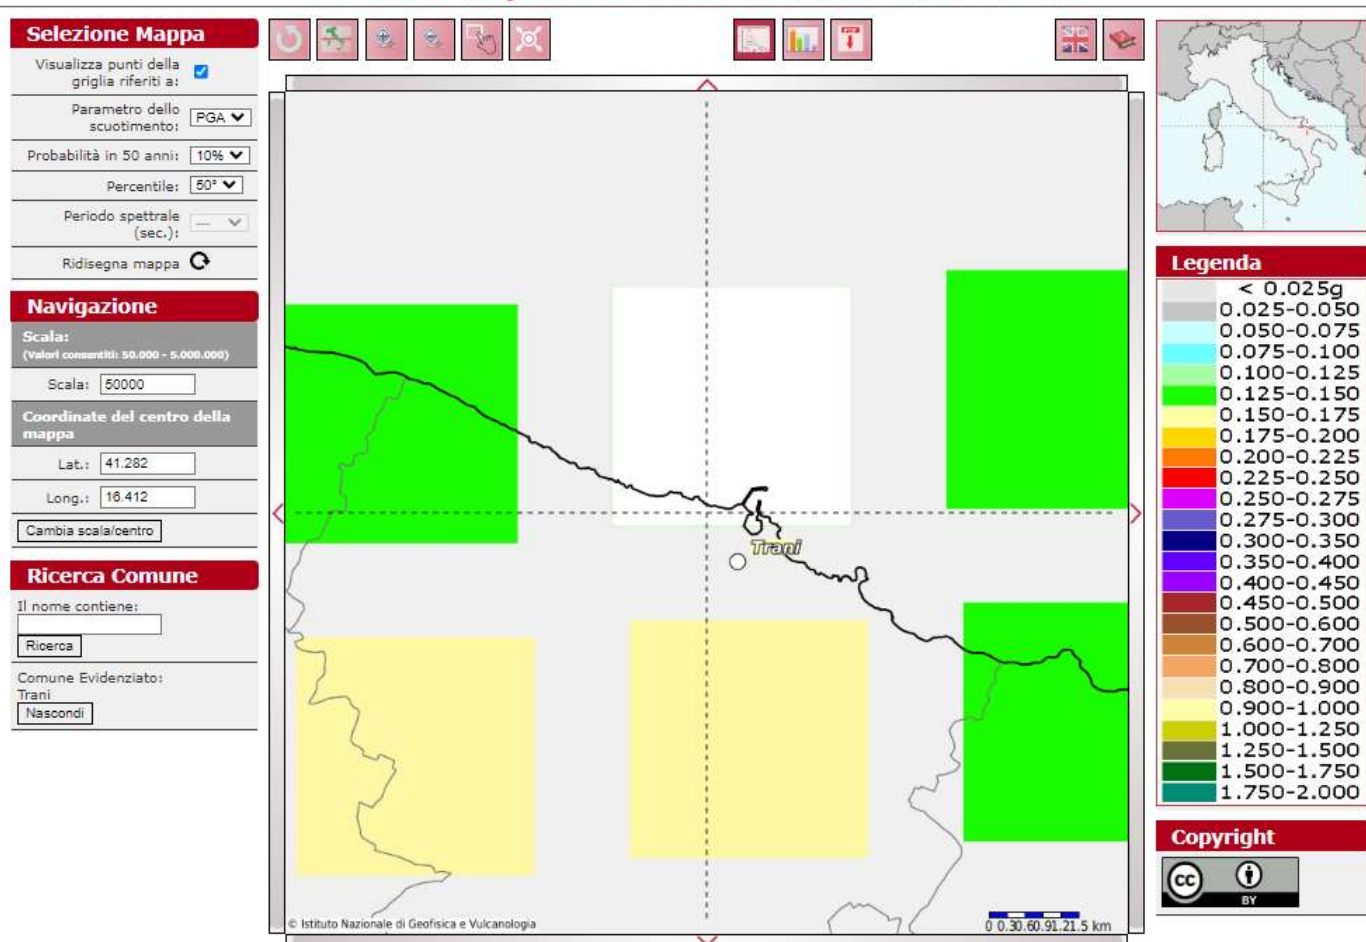 Selezione Mappa
Visualizza punti della
griglia riferiti a:
Parametro dello
scuotimento: PGA
Probabilità in 50 anni: 10%
Percentile: 50°
Periodo spettrale
(sec.): ---
Ridisegna mappa
Navigazione
Scala:
(Valori consentiti: 50.000 - 5.000.000)
Scala: 50000
Coordinate del centro della
mappa
Lat.: 41.282
Long.: 16.412
Cambia scala/centro
Ricerca Comune
Il nome contiene:
Ricerca
Comune Evidenziato:
Trani
Nascondi
Trani
© Istituto Nazionale di Geofisica e Vulcanologia
0 0.30.60.91.21.5 km
Legenda
< 0.025g
0.025-0.050
0.050-0.075
0.075-0.100
0.100-0.125
0.125-0.150
0.150-0.175
0.175-0.200
0.200-0.225
0.225-0.250
0.250-0.275
0.275-0.300
0.300-0.350
0.350-0.400
0.400-0.450
0.450-0.500
0.500-0.600
0.600-0.700
0.700-0.800
0.800-0.900
0.900-1.000
1.000-1.250
1.250-1.500
1.500-1.750
1.750-2.000
Copyright
cc
BY